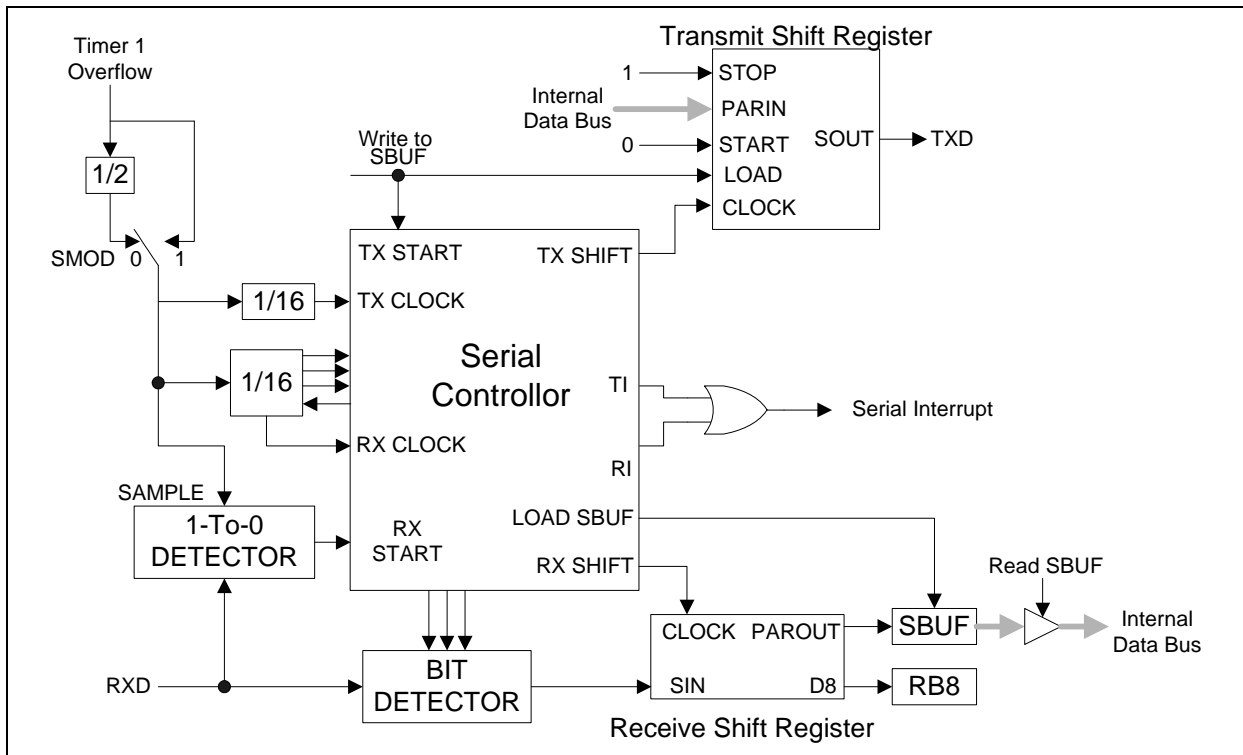 Timer 1
Overflow
Transmit Shift Register
1
STOP
Internal
Data Bus
PARIN
0
START
SOUT
TXD
Write to
SBUF
LOAD
CLOCK
1/2
SMOD 0 1
TX START
TX SHIFT
1/16
TX CLOCK
Serial
Controllor
1/16
TI
Serial Interrupt
RX CLOCK
RI
SAMPLE
1-To-0
DETECTOR
RX
START
LOAD SBUF
RX SHIFT
Read SBUF
CLOCK PAROUT
SBUF
Internal
Data Bus
RXD
BIT
DETECTOR
SIN D8
RB8
Receive Shift Register